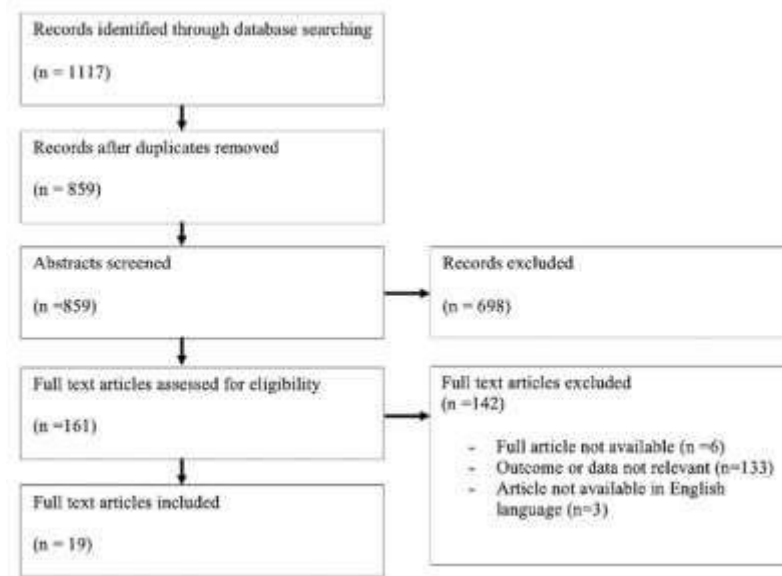 Records identified through database searching
(n = 1117)
Records after duplicates removed
(n = 859)
Abstracts screened
(n =859)
Records excluded
(n = 698)
Full text articles assessed for eligibility
(n =161)
Full text articles excluded
(n =142)
- Full article not available (n =6)
- Outcome or data not relevant (n=133)
- Article not available in English
language (n=3)
Full text articles included
(n = 19)